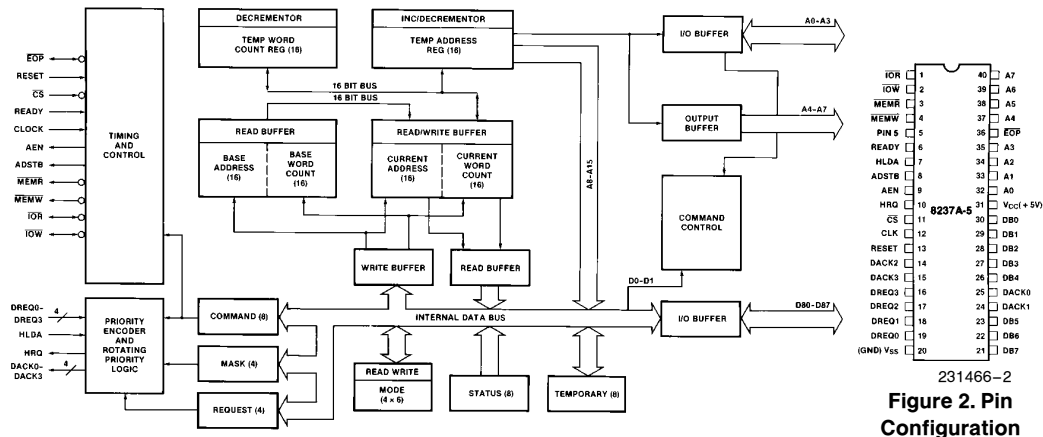 DECREMENTOR
TEMP WORD
COUNT REG (16)
INC/DECREMENTOR
TEMP ADDRESS
REG (16)
I/O BUFFER
A0–A3
EOP
RESET
CS
READY
CLOCK
AEN
ADSTB
MEMR
MEMW
IOR
IOW
TIMING
AND
CONTROL
16 BIT BUS
16 BIT BUS
READ BUFFER
BASE
ADDRESS
(16)
BASE
WORD
COUNT
(16)
READ/WRITE BUFFER
CURRENT
ADDRESS
(16)
CURRENT
WORD
COUNT
(16)
A8–A15
OUTPUT
BUFFER
A4–A7
COMMAND
CONTROL
WRITE BUFFER
READ BUFFER
D0–D1
DREQ0-
DREQ3
4
HLDA
HRQ
DACK0-
DACK3
4
PRIORITY
ENCODER
AND
ROTATING
PRIORITY
LOGIC
COMMAND (8)
MASK (4)
REQUEST (4)
INTERNAL DATA BUS
I/O BUFFER
D80–D87
READ WRITE
MODE
(4 × 6)
STATUS (8)
TEMPORARY (8)
IOR 1 40 A7
IOW 2 39 A6
MEMR 3 38 A5
MEMW 4 37 A4
PIN 5 5 36 EOP
READY 6 35 A3
HLDA 7 34 A2
ADSTB 8 33 A1
AEN 9 32 A0
HRQ 10 31 VCC(+5V)
8237A-5
CS 11 30 DB0
CLK 12 29 DB1
RESET 13 28 DB2
DACK2 14 27 DB3
DACK3 15 26 DB4
DREQ3 16 25 DACK0
DREQ2 17 24 DACK1
DREQ1 18 23 DB5
DREQ0 19 22 DB6
(GND) VSS 20 21 DB7
231466–2
Figure 2. Pin
Configuration